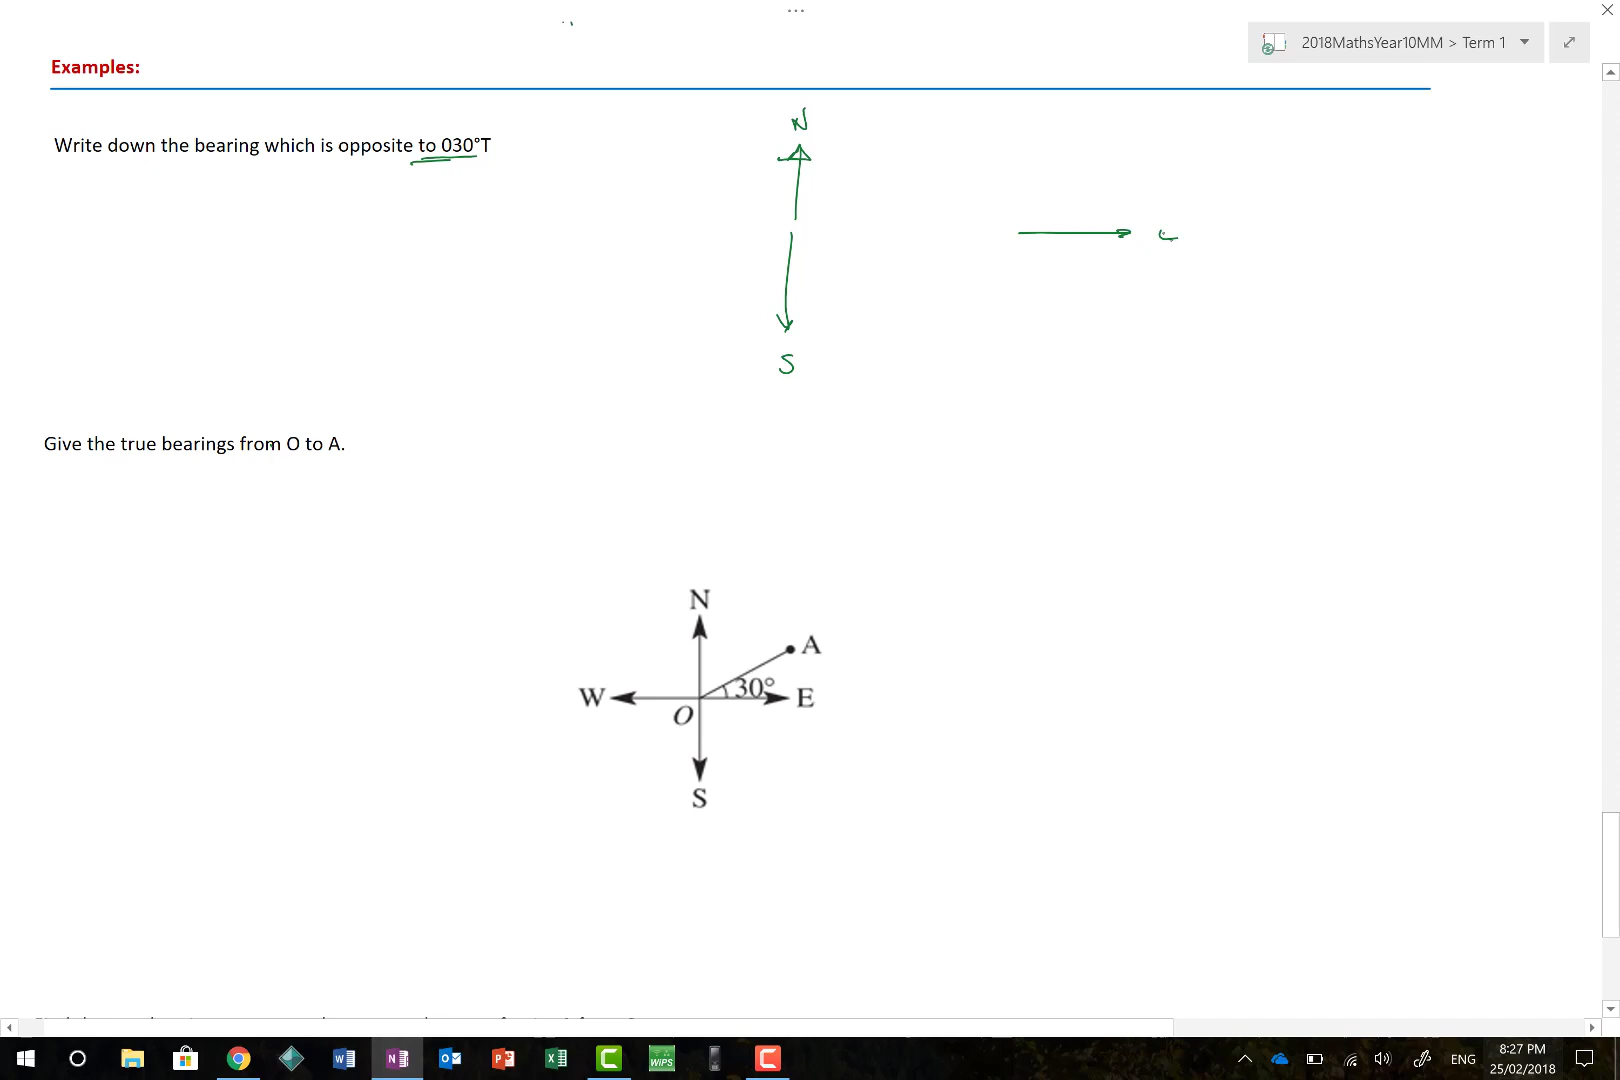 2018MathsYear10MM > Term 1
Examples:
N
Write down the bearing which is opposite to 030°T
S
Give the true bearings from O to A.
N
A
30°
W
E
O
S
WiPS
ENG
8:27 PM
25/02/2018